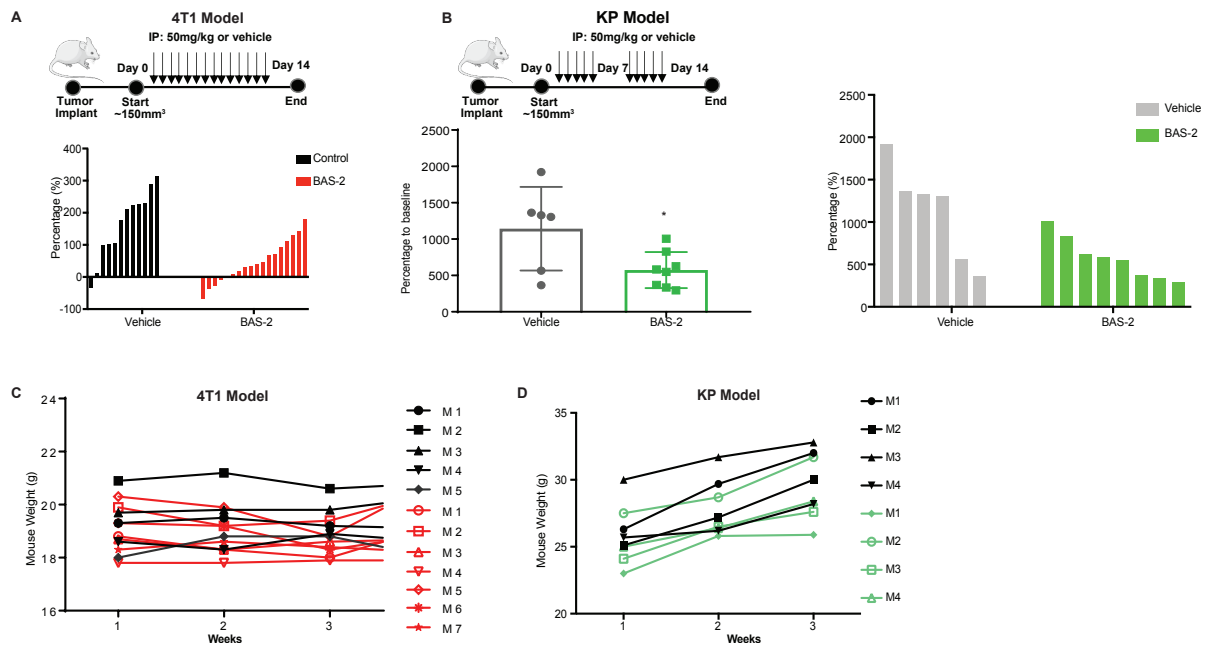 A
4T1 Model
IP: 50mg/kg or vehicle
Day 0
Day 14
Tumor
Implant
Start
~150mm³
End
Percentage (%)
400
300
200
100
0
-100
Control
BAS-2
Vehicle
BAS-2
B
KP Model
IP: 50mg/kg or vehicle
Day 0
Day 7
Day 14
Tumor
Implant
Start
~150mm³
End
Percentage to baseline
2500
2000
1500
1000
500
0
*
Vehicle
BAS-2
Percentage (%)
2500
2000
1500
1000
500
0
Vehicle
BAS-2
Vehicle
BAS-2
C
4T1 Model
Mouse Weight (g)
24
22
20
18
16
1
2
3
Weeks
M 1
M 2
M 3
M 4
M 5
M 1
M 2
M 3
M 4
M 5
M 6
M 7
D
KP Model
Mouse Weight (g)
35
30
25
20
1
2
3
Weeks
M1
M2
M3
M4
M1
M2
M3
M4